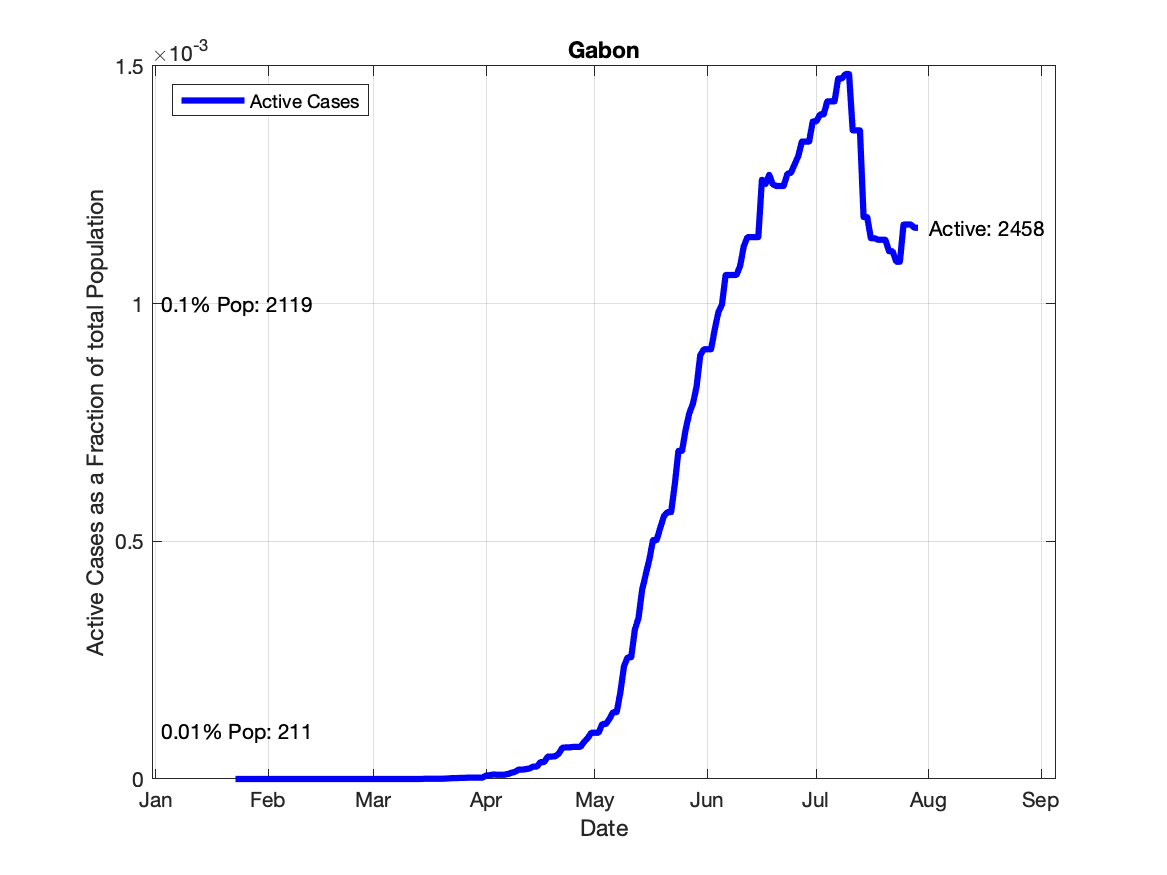 Gabon
×10-3
1.5
Active Cases
Active: 2458
1
0.1% Pop: 2119
0.5
0.01% Pop: 211
0
Jan Feb Mar Apr May Jun Jul Aug Sep
Date
Active Cases as a Fraction of total Population